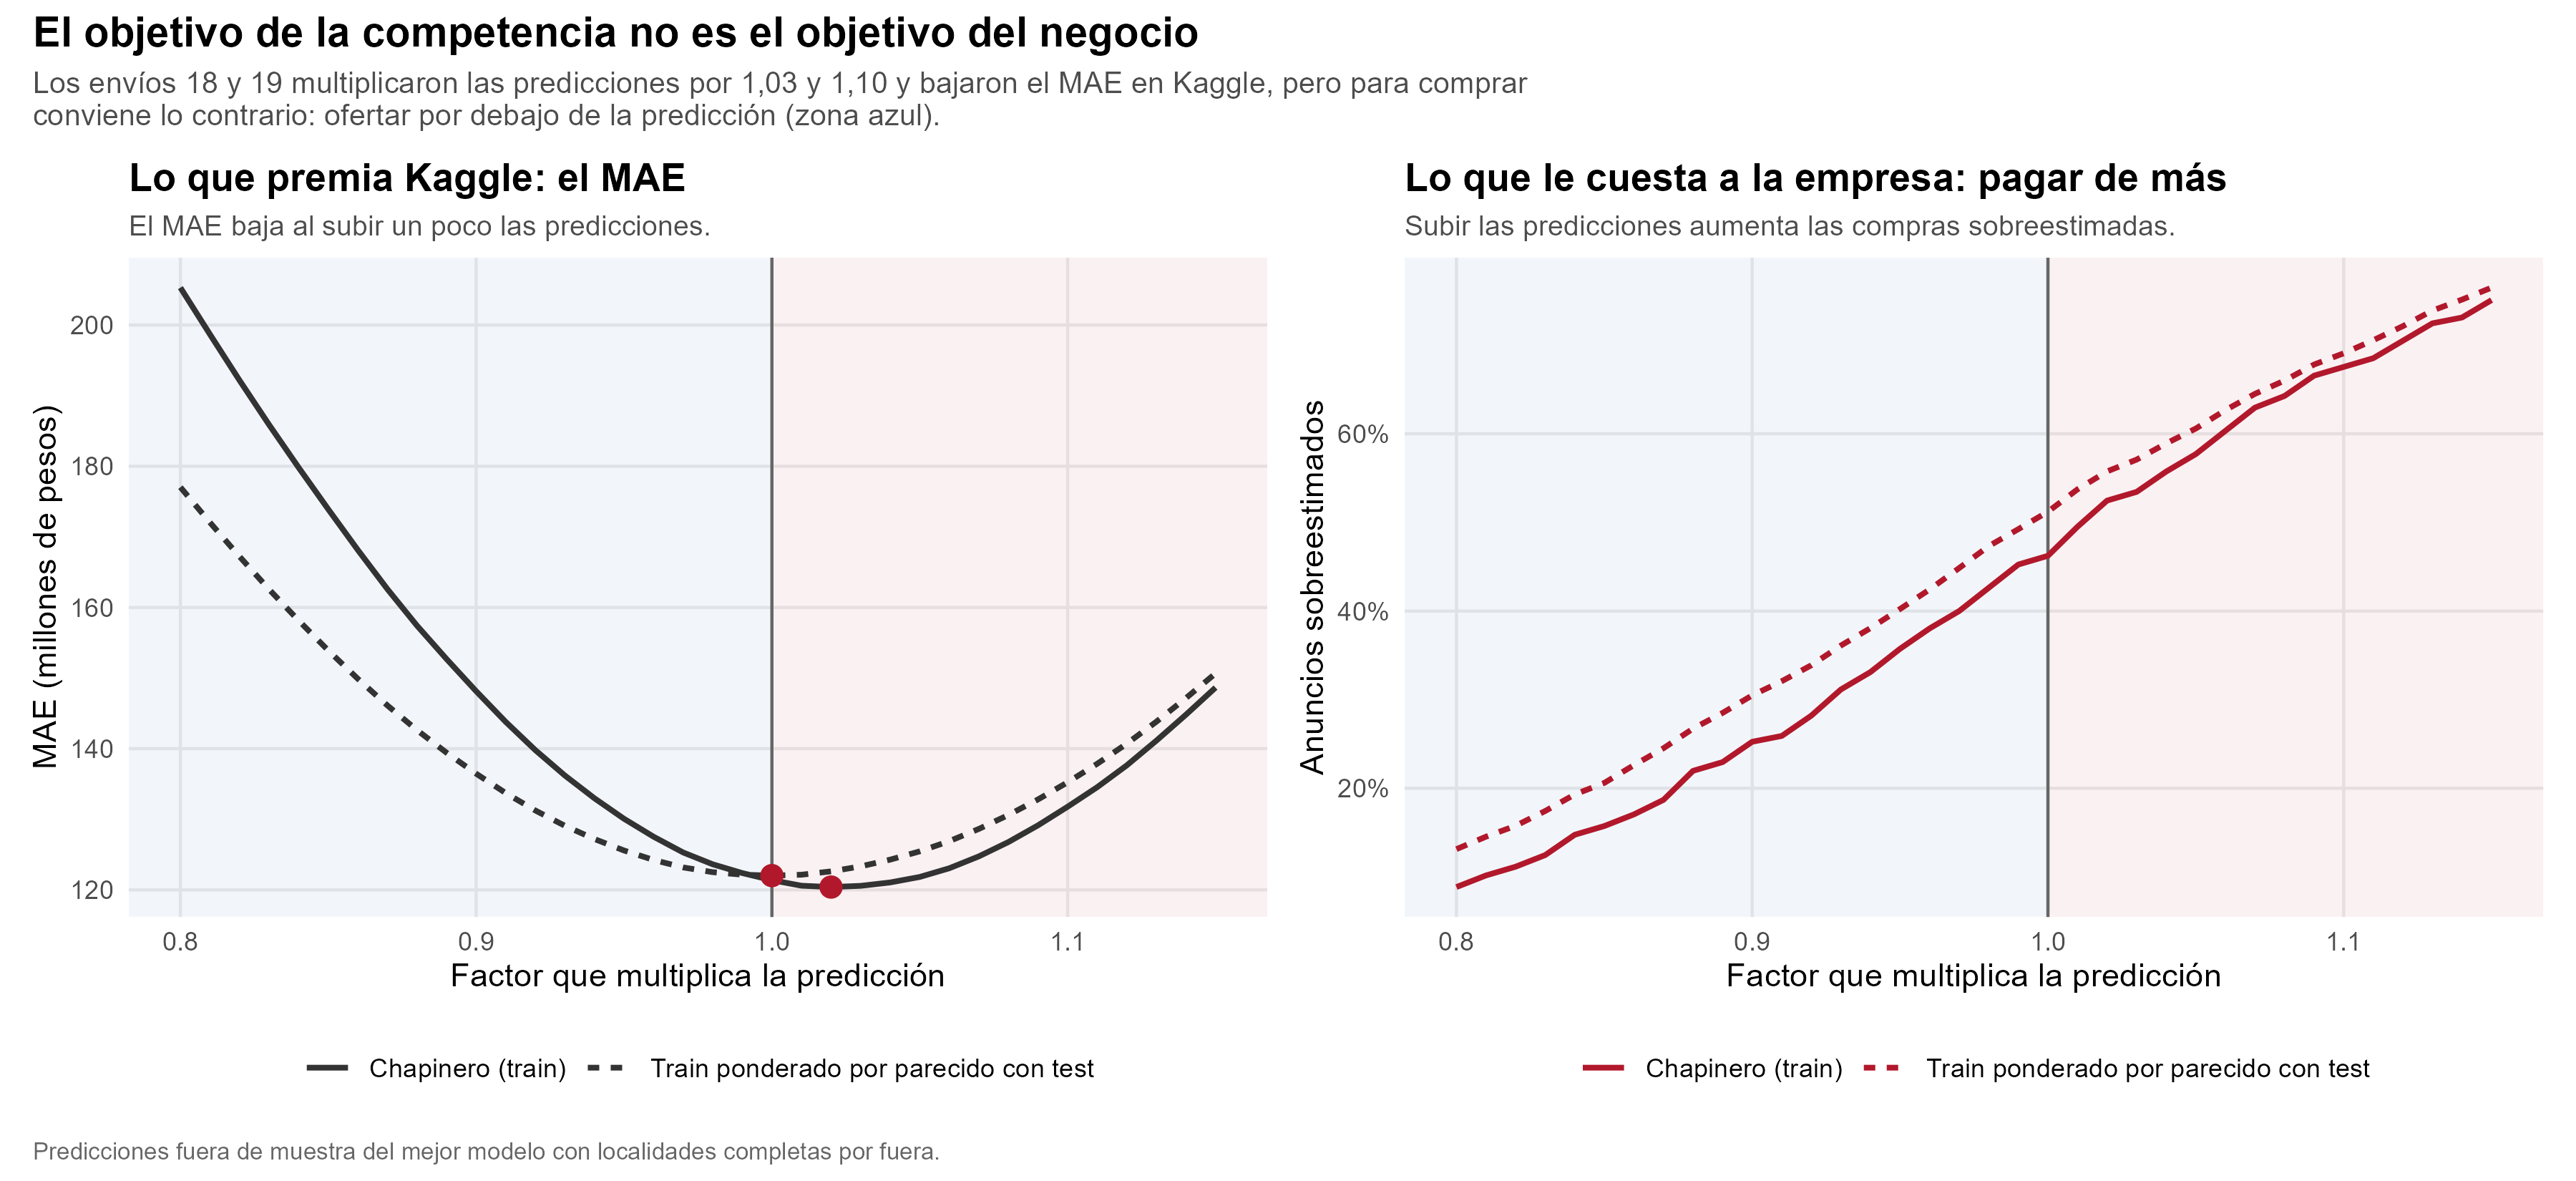 El objetivo de la competencia no es el objetivo del negocio
Los envíos 18 y 19 multiplicaron las predicciones por 1,03 y 1,10 y bajaron el MAE en Kaggle, pero para comprar
conviene lo contrario: ofertar por debajo de la predicción (zona azul).
Lo que premia Kaggle: el MAE
El MAE baja al subir un poco las predicciones.
MAE (millones de pesos)
200
180
160
140
120
0.8 0.9 1.0 1.1
Factor que multiplica la predicción
Chapinero (train) Train ponderado por parecido con test
Lo que le cuesta a la empresa: pagar de más
Subir las predicciones aumenta las compras sobreestimadas.
Anuncios sobreestimados
60%
40%
20%
0.8 0.9 1.0 1.1
Factor que multiplica la predicción
Chapinero (train) Train ponderado por parecido con test
Predicciones fuera de muestra del mejor modelo con localidades completas por fuera.